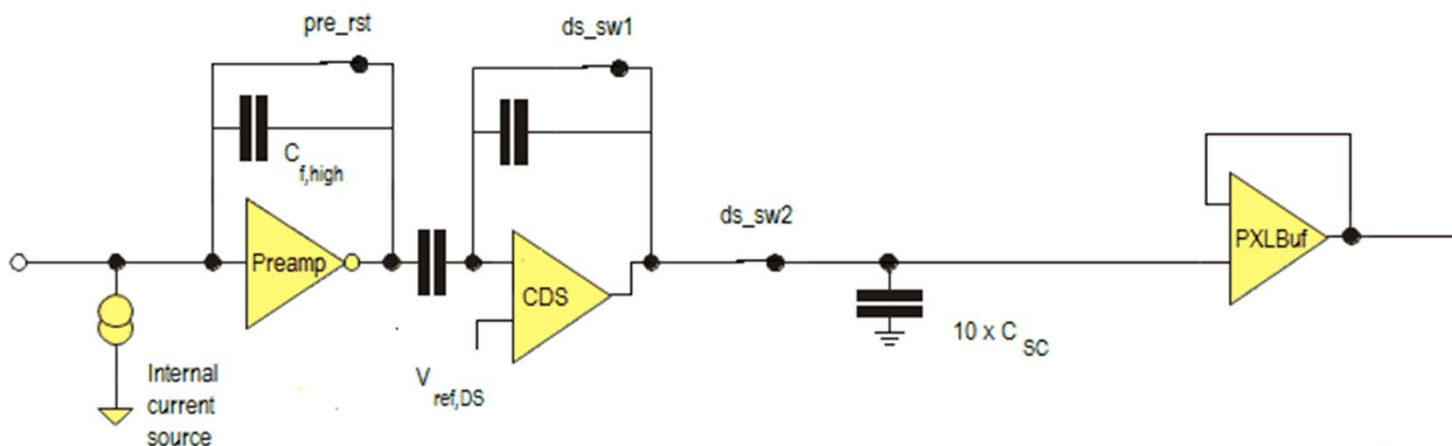 pre_rst
ds_sw1
C f,high
ds_sw2
Preamp
CDS
PXLBuf
V ref,DS
10 x C SC
Internal
current
source